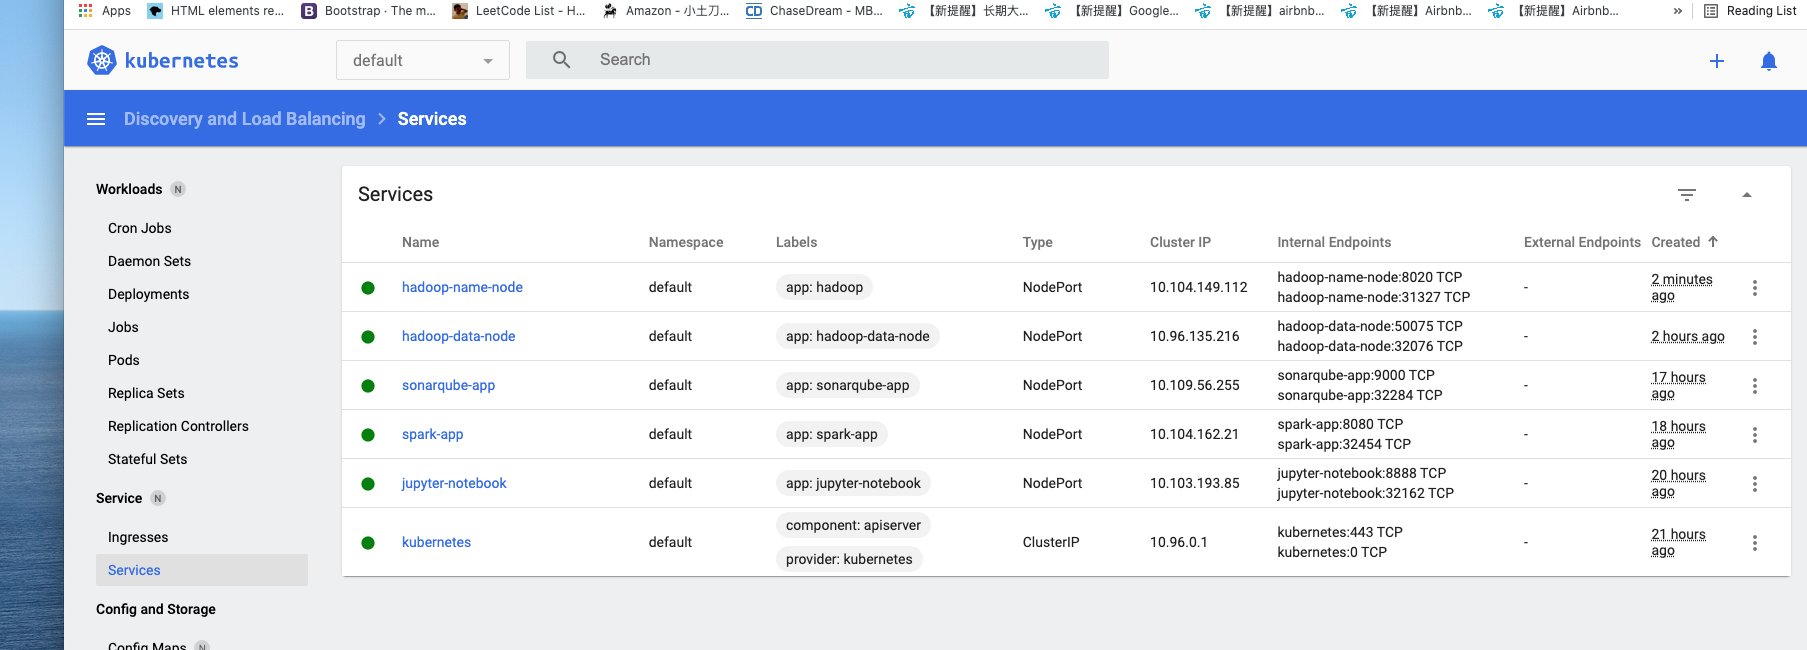 Apps HTML elements re... B Bootstrap · The m... LeetCode List - H... Amazon - 小土刀... CD ChaseDream - MB... 【新提醒】长期大... 【新提醒】Google... 【新提醒】airbnb... 【新提醒】Airbnb... 【新提醒】Airbnb... » Reading List
kubernetes default Search
Discovery and Load Balancing > Services
Workloads N
Cron Jobs
Daemon Sets
Deployments
Jobs
Pods
Replica Sets
Replication Controllers
Stateful Sets
Service N
Ingresses
Services
Config and Storage
Config Maps N
Services
Name Namespace Labels Type Cluster IP Internal Endpoints External Endpoints Created
hadoop-name-node default app: hadoop NodePort 10.104.149.112 hadoop-name-node:8020 TCP - 2 minutes
hadoop-name-node:31327 TCP ago
hadoop-data-node default app: hadoop-data-node NodePort 10.96.135.216 hadoop-data-node:50075 TCP - 2 hours ago
hadoop-data-node:32076 TCP
sonarqube-app default app: sonarqube-app NodePort 10.109.56.255 sonarqube-app:9000 TCP - 17 hours
sonarqube-app:32284 TCP ago
spark-app default app: spark-app NodePort 10.104.162.21 spark-app:8080 TCP - 18 hours
spark-app:32454 TCP ago
jupyter-notebook default app: jupyter-notebook NodePort 10.103.193.85 jupyter-notebook:8888 TCP - 20 hours
jupyter-notebook:32162 TCP ago
kubernetes default component: apiserver ClusterIP 10.96.0.1 kubernetes:443 TCP - 21 hours
provider: kubernetes kubernetes:0 TCP ago